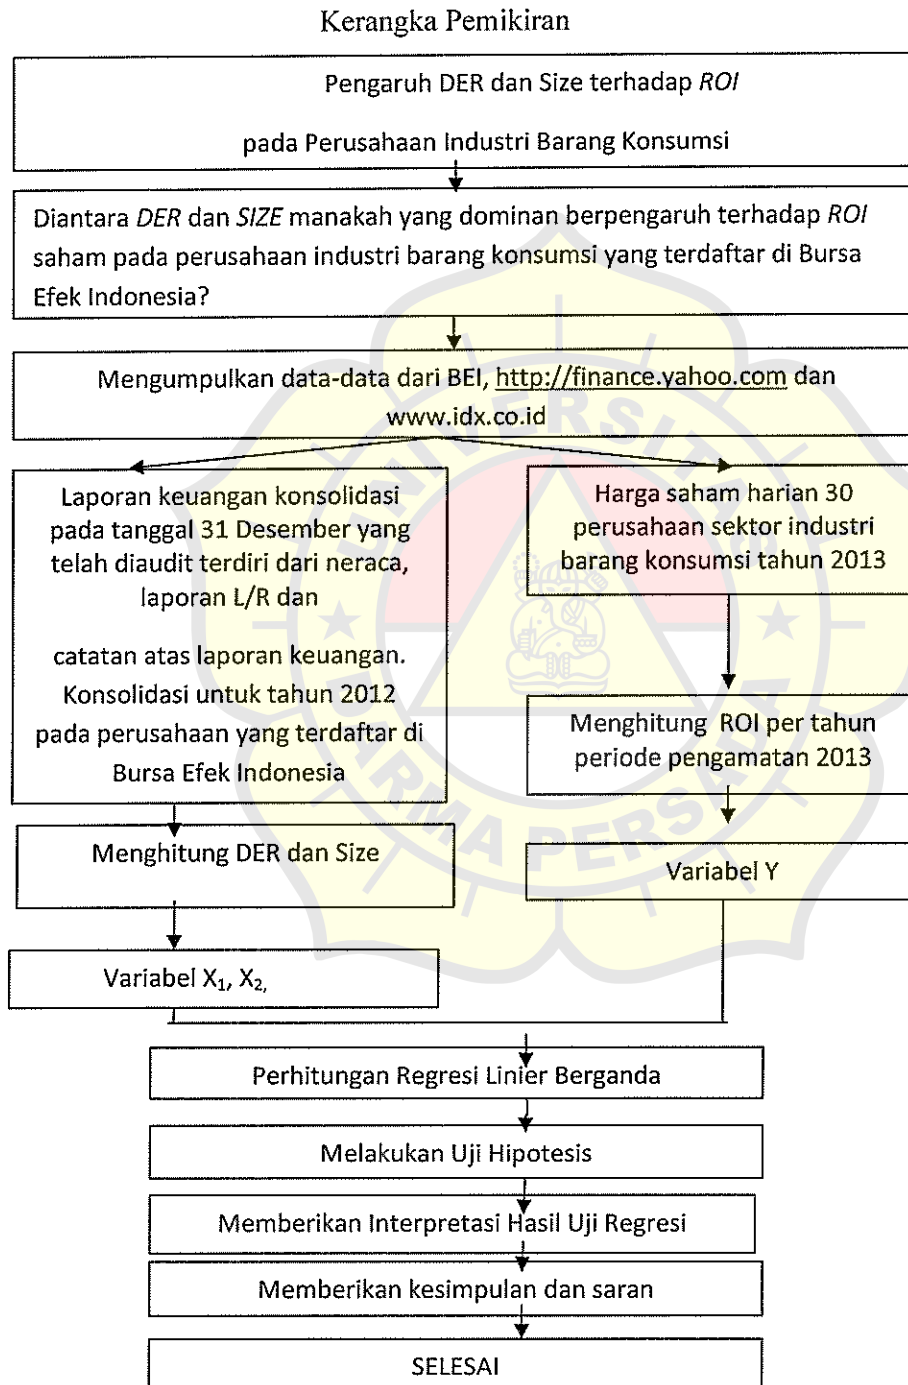 Kerangka Pemikiran
Pengaruh DER dan Size terhadap ROI
pada Perusahaan Industri Barang Konsumsi
Diantara DER dan SIZE manakah yang dominan berpengaruh terhadap ROI
saham pada perusahaan industri barang konsumsi yang terdaftar di Bursa
Efek Indonesia?
Mengumpulkan data-data dari BEI, http://finance.yahoo.com dan
www.idx.co.id
Laporan keuangan konsolidasi
pada tanggal 31 Desember yang
telah diaudit terdiri dari neraca,
laporan L/R dan
catatan atas laporan keuangan.
Konsolidasi untuk tahun 2012
pada perusahaan yang terdaftar di
Bursa Efek Indonesia
Harga saham harian 30
perusahaan sektor industri
barang konsumsi tahun 2013
Menghitung ROI per tahun
periode pengamatan 2013
Menghitung DER dan Size
Variabel Y
Variabel X₁, X₂,
Perhitungan Regresi Linier Berganda
Melakukan Uji Hipotesis
Memberikan Interpretasi Hasil Uji Regresi
Memberikan kesimpulan dan saran
SELESAI
UNIVERSITAS
DARMA PERSADA